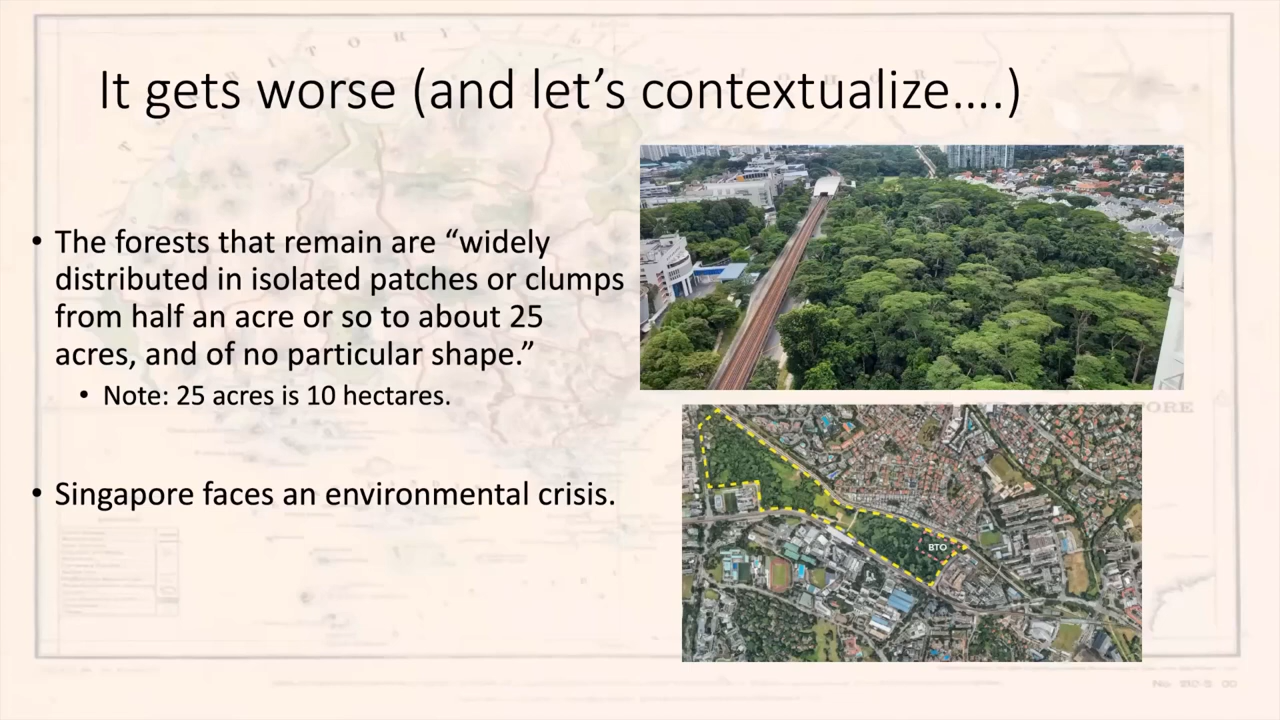 It gets worse (and let’s contextualize….)
• The forests that remain are “widely
distributed in isolated patches or clumps
from half an acre or so to about 25
acres, and of no particular shape.”
• Note: 25 acres is 10 hectares.
• Singapore faces an environmental crisis.
BTO